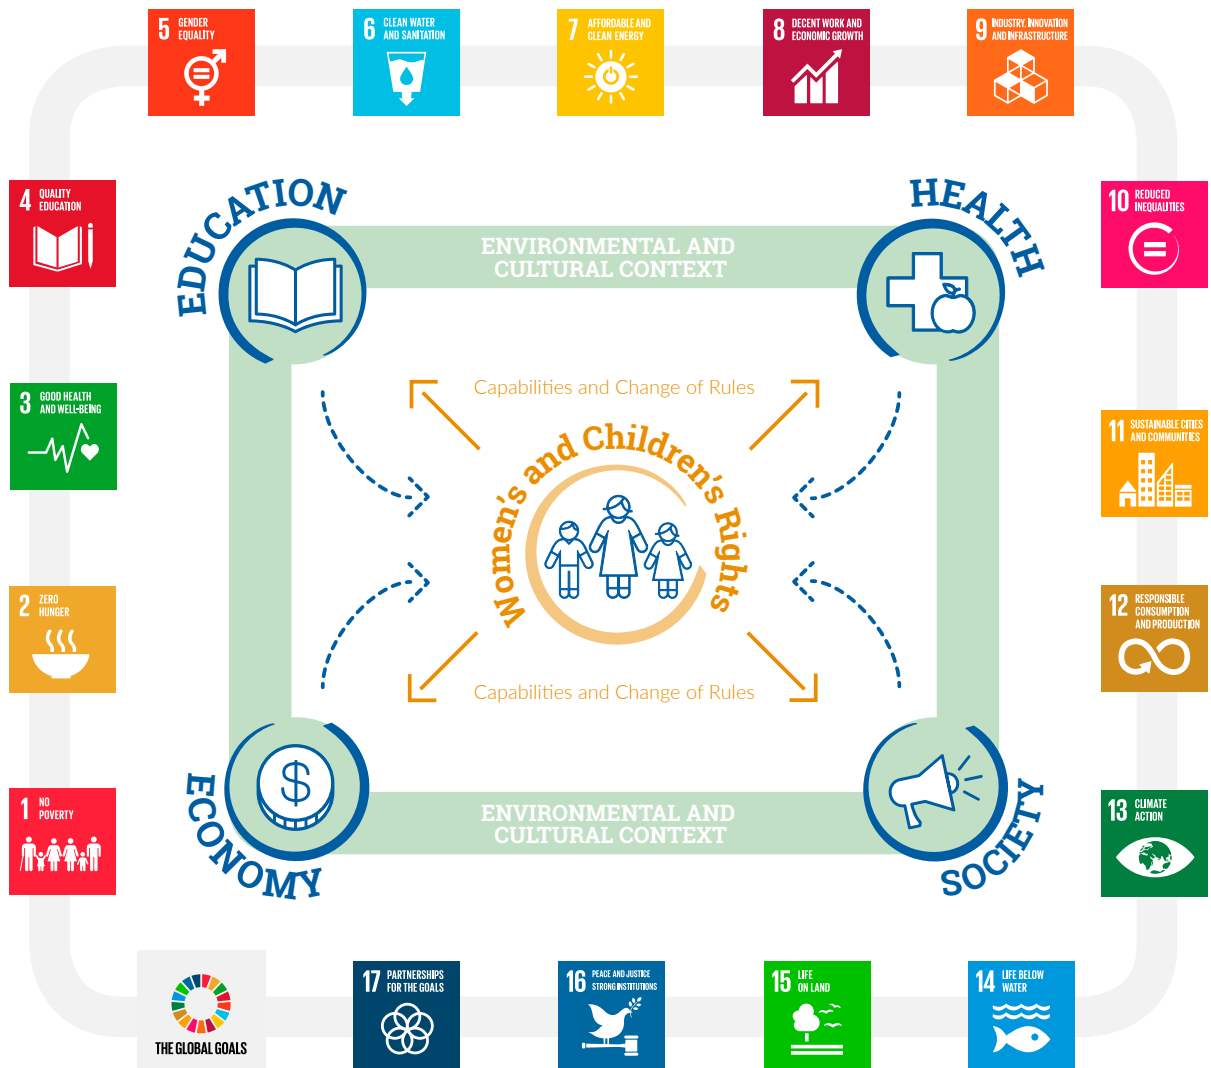 5 GENDER
EQUALITY
6 CLEAN WATER
AND SANITATION
7 AFFORDABLE AND
CLEAN ENERGY
8 DECENT WORK AND
ECONOMIC GROWTH
9 INDUSTRY, INNOVATION
AND INFRASTRUCTURE
4 QUALITY
EDUCATION
EDUCATION
ENVIRONMENTAL AND
CULTURAL CONTEXT
HEALTH
10 REDUCED
INEQUALITIES
3 GOOD HEALTH
AND WELL-BEING
Capabilities and Change of Rules
Women's and Children's Rights
11 SUSTAINABLE CITIES
AND COMMUNITIES
2 ZERO
HUNGER
12 RESPONSIBLE
CONSUMPTION
AND PRODUCTION
Capabilities and Change of Rules
1 NO
POVERTY
$
ECONOMY
ENVIRONMENTAL AND
CULTURAL CONTEXT
SOCIETY
13 CLIMATE
ACTION
THE GLOBAL GOALS
17 PARTNERSHIPS
FOR THE GOALS
16 PEACE AND JUSTICE
STRONG INSTITUTIONS
15 LIFE
ON LAND
14 LIFE BELOW
WATER